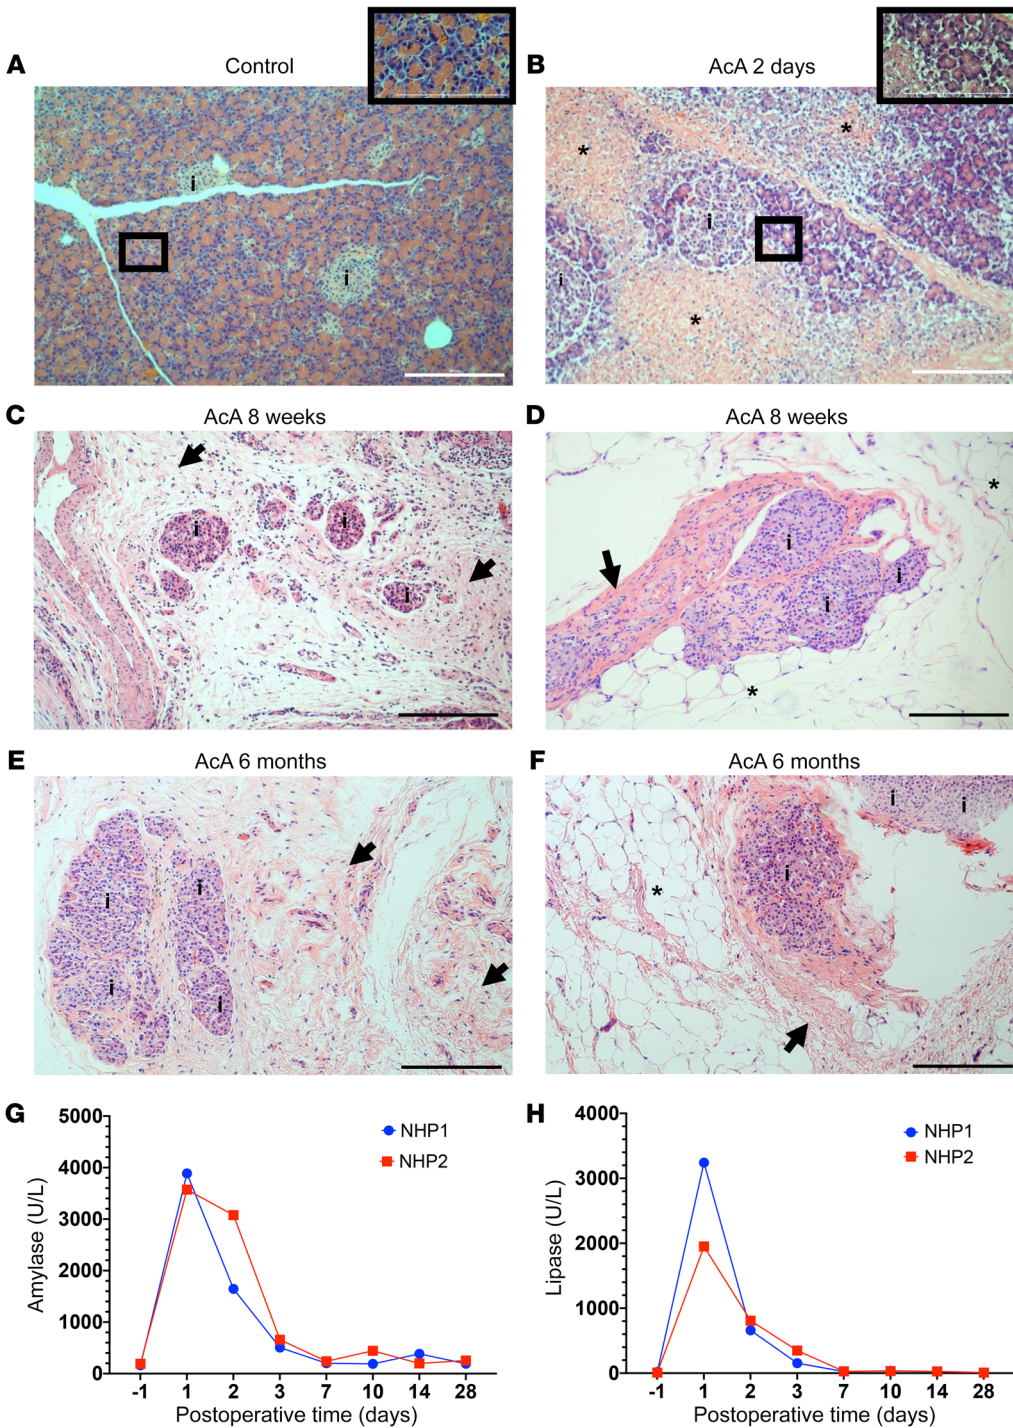 A
Control
i
i
B
AcA 2 days
*
*
i
i
*
C
AcA 8 weeks
i
i
i
D
AcA 8 weeks
*
i
i
i
*
E
AcA 6 months
i
i
i
i
F
AcA 6 months
i
i
i
*
G
5000
4000
3000
2000
1000
0
Amylase (U/L)
NHP1
NHP2
-1 1 2 3 7 10 14 28
Postoperative time (days)
H
4000
3000
2000
1000
0
Lipase (U/L)
NHP1
NHP2
-1 1 2 3 7 10 14 28
Postoperative time (days)